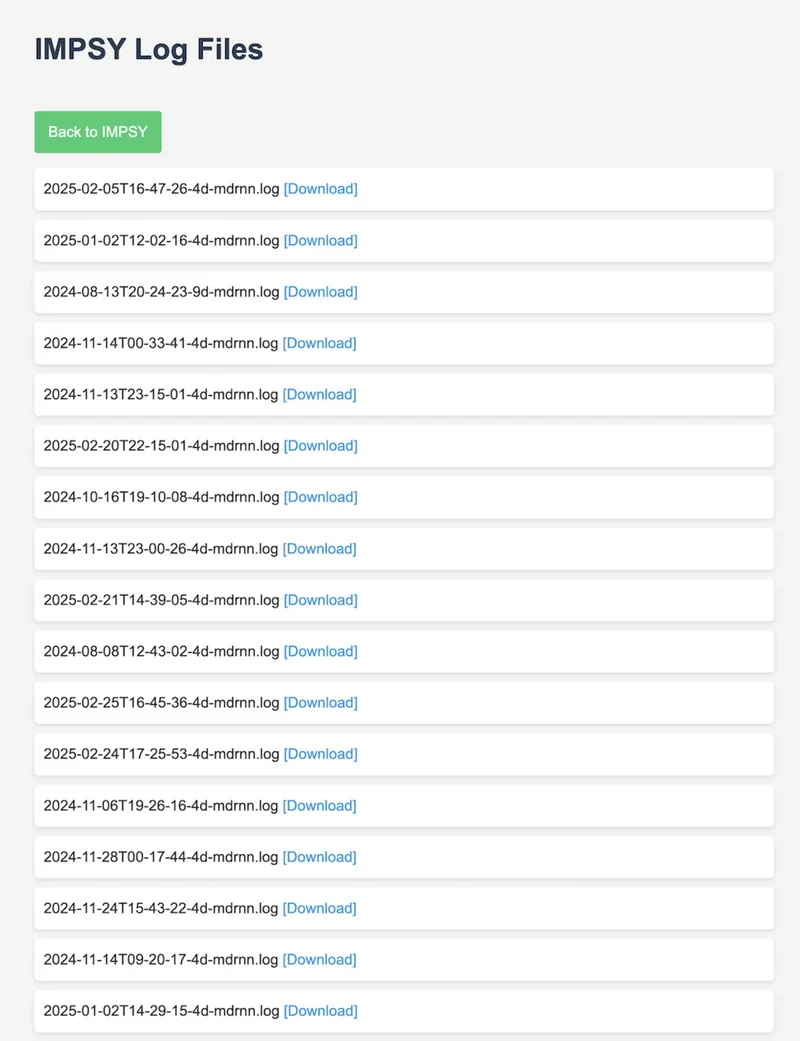 IMPSY Log Files
Back to IMPSY
2025-02-05T16-47-26-4d-mdrnn.log [Download]
2025-01-02T12-02-16-4d-mdrnn.log [Download]
2024-08-13T20-24-23-9d-mdrnn.log [Download]
2024-11-14T00-33-41-4d-mdrnn.log [Download]
2024-11-13T23-15-01-4d-mdrnn.log [Download]
2025-02-20T22-15-01-4d-mdrnn.log [Download]
2024-10-16T19-10-08-4d-mdrnn.log [Download]
2024-11-13T23-00-26-4d-mdrnn.log [Download]
2025-02-21T14-39-05-4d-mdrnn.log [Download]
2024-08-08T12-43-02-4d-mdrnn.log [Download]
2025-02-25T16-45-36-4d-mdrnn.log [Download]
2025-02-24T17-25-53-4d-mdrnn.log [Download]
2024-11-06T19-26-16-4d-mdrnn.log [Download]
2024-11-28T00-17-44-4d-mdrnn.log [Download]
2024-11-24T15-43-22-4d-mdrnn.log [Download]
2024-11-14T09-20-17-4d-mdrnn.log [Download]
2025-01-02T14-29-15-4d-mdrnn.log [Download]